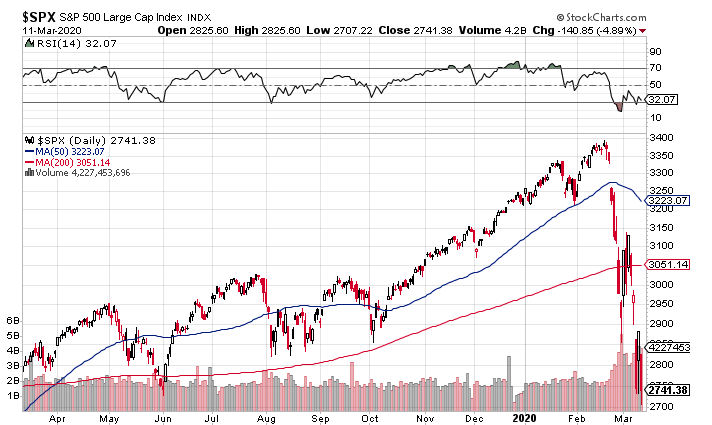 $SPX S&P 500 Large Cap Index INDX © StockCharts.com
11-Mar-2020 Open 2825.60 High 2825.60 Low 2707.22 Close 2741.38 Volume 4.2B Chg -140.85 (-4.89%)
RSI(14) 32.07
90
70
50
32.07
10
$SPX (Daily) 2741.38
MA(50) 3223.07
MA(200) 3051.14
Volume 4,227,453,696
3400
3350
3300
3250
3223.07
3200
3150
3100
3051.14
3000
2950
6B 2900
5B
4B 4227453
3B 2800
2B
1B 2741.38
2700
Apr May Jun Jul Aug Sep Oct Nov Dec 2020 Feb Mar